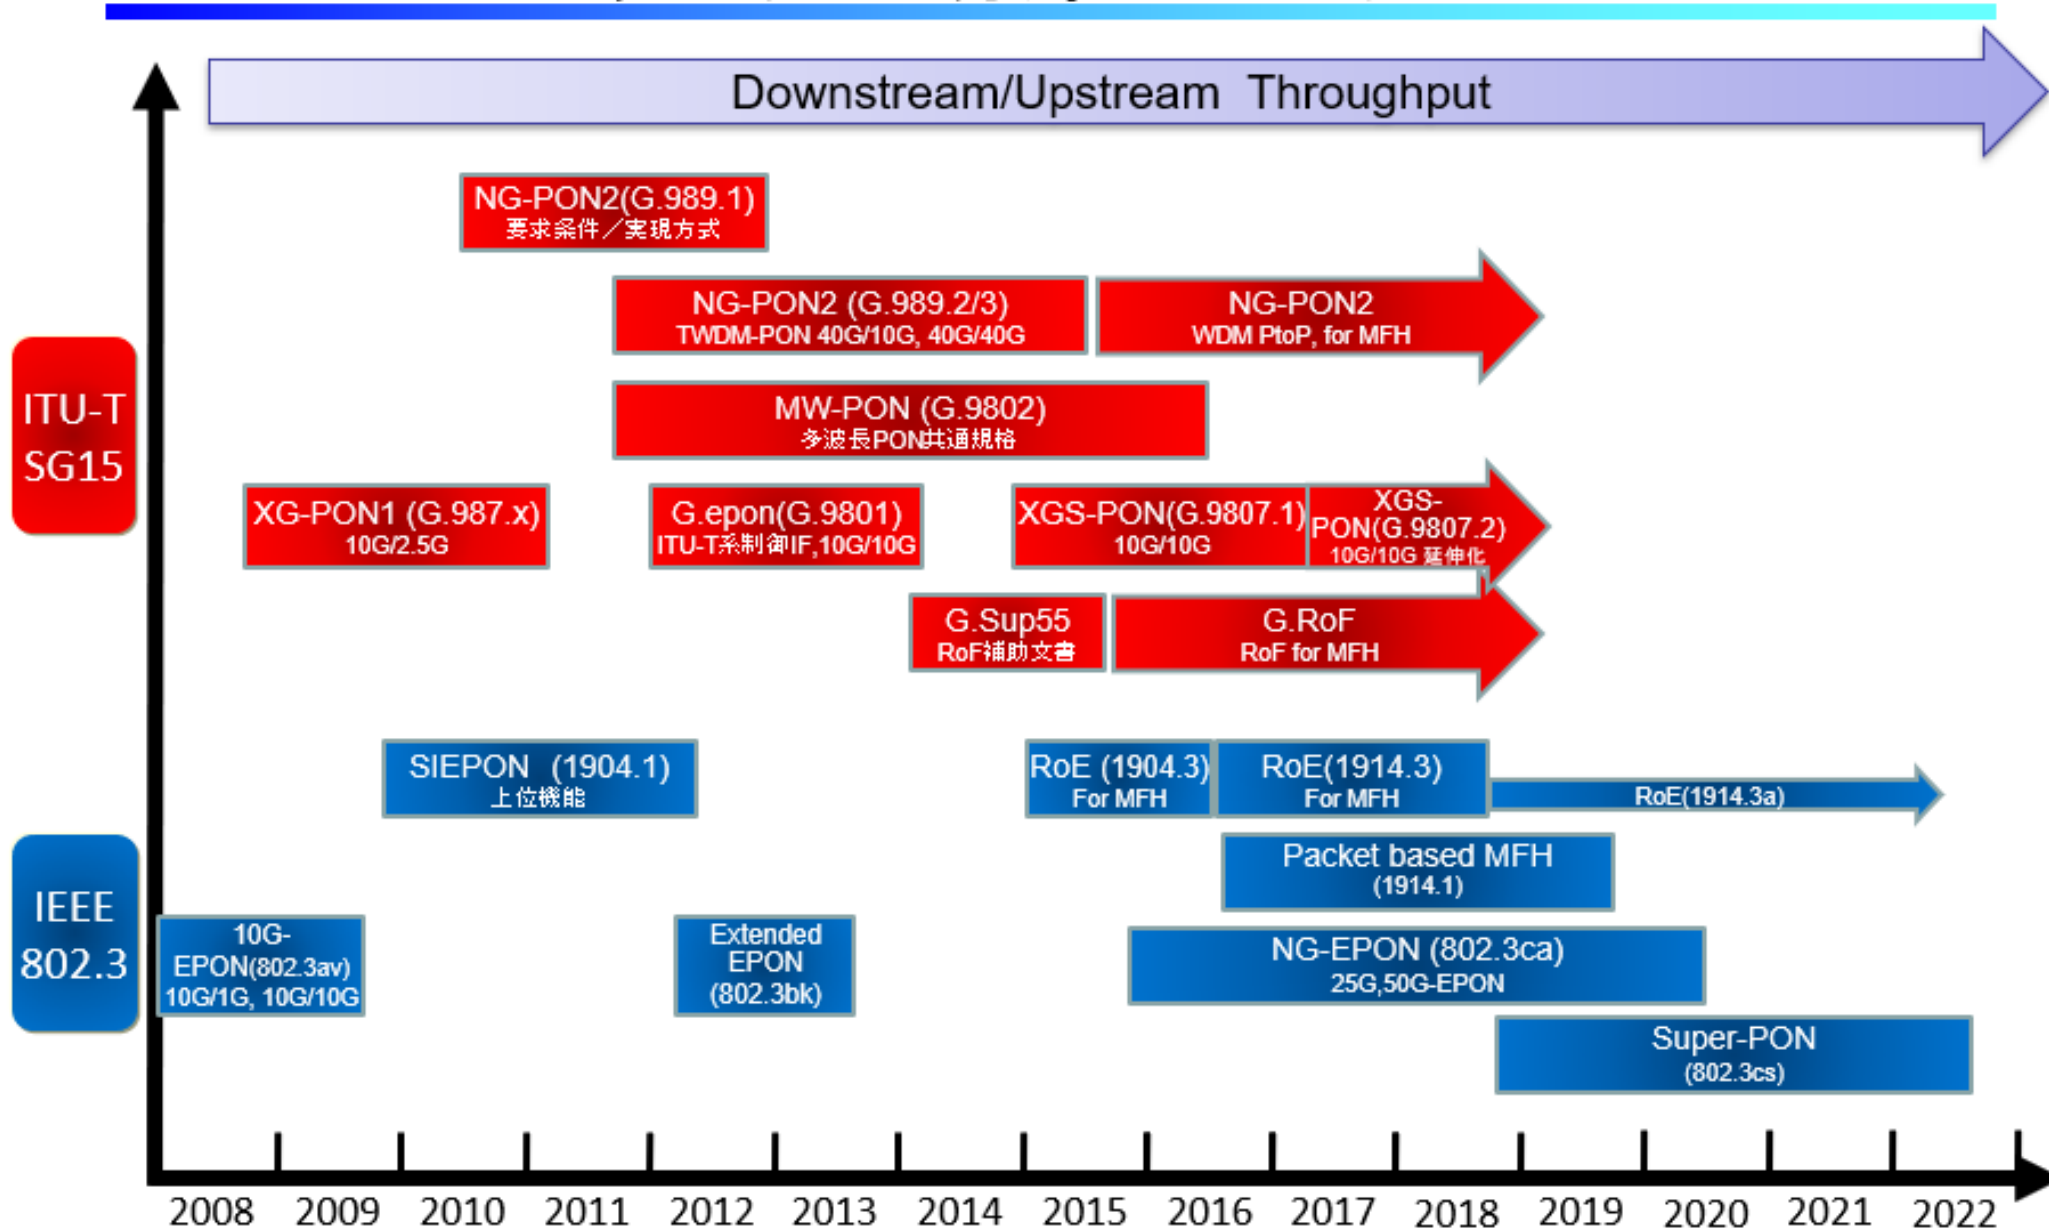 Downstream/Upstream Throughput
NG-PON2(G.989.1)
要求条件／実現方式
NG-PON2 (G.989.2/3)
TWDM-PON 40G/10G, 40G/40G
NG-PON2
WDM PtoP, for MFH
MW-PON (G.9802)
多波長PON共通規格
ITU-T
SG15
XG-PON1 (G.987.x)
10G/2.5G
G.epon(G.9801)
ITU-T系制御IF,10G/10G
XGS-PON(G.9807.1)
10G/10G
XGS-
PON(G.9807.2)
10G/10G 延伸化
G.Sup55
RoF補助文書
G.RoF
RoF for MFH
SIEPON (1904.1)
上位機能
RoE (1904.3)
For MFH
RoE(1914.3)
For MFH
RoE(1914.3a)
Packet based MFH
(1914.1)
IEEE
802.3
10G-
EPON(802.3av)
10G/1G, 10G/10G
Extended
EPON
(802.3bk)
NG-EPON (802.3ca)
25G,50G-EPON
Super-PON
(802.3cs)
2008 2009 2010 2011 2012 2013 2014 2015 2016 2017 2018 2019 2020 2021 2022